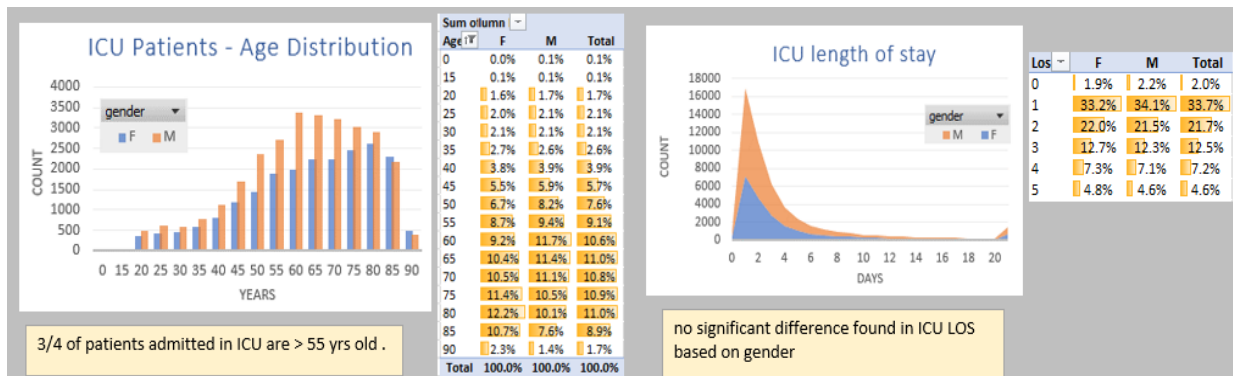 ICU Patients - Age Distribution
4000
3500
3000
2500
2000
1500
1000
500
0
COUNT
gender
F M
0 15 20 25 30 35 40 45 50 55 60 65 70 75 80 85 90
YEARS
3/4 of patients admitted in ICU are > 55 yrs old .
Sum of lumn
Age F M Total
0 0.0% 0.1% 0.1%
15 0.1% 0.1% 0.1%
20 1.6% 1.7% 1.7%
25 2.0% 2.1% 2.1%
30 2.1% 2.1% 2.1%
35 2.7% 2.6% 2.6%
40 3.8% 3.9% 3.9%
45 5.5% 5.9% 5.7%
50 6.7% 8.2% 7.6%
55 8.7% 9.4% 9.1%
60 9.2% 11.7% 10.6%
65 10.4% 11.4% 11.0%
70 10.5% 11.1% 10.8%
75 11.4% 10.5% 10.9%
80 12.2% 10.1% 11.0%
85 10.7% 7.6% 8.9%
90 2.3% 1.4% 1.7%
Total 100.0% 100.0% 100.0%
ICU length of stay
18000
16000
14000
12000
10000
8000
6000
4000
2000
0
COUNT
gender
M F
0 2 4 6 8 10 12 14 16 18 20
DAYS
no significant difference found in ICU LOS
based on gender
Los F M Total
0 1.9% 2.2% 2.0%
1 33.2% 34.1% 33.7%
2 22.0% 21.5% 21.7%
3 12.7% 12.3% 12.5%
4 7.3% 7.1% 7.2%
5 4.8% 4.6% 4.6%